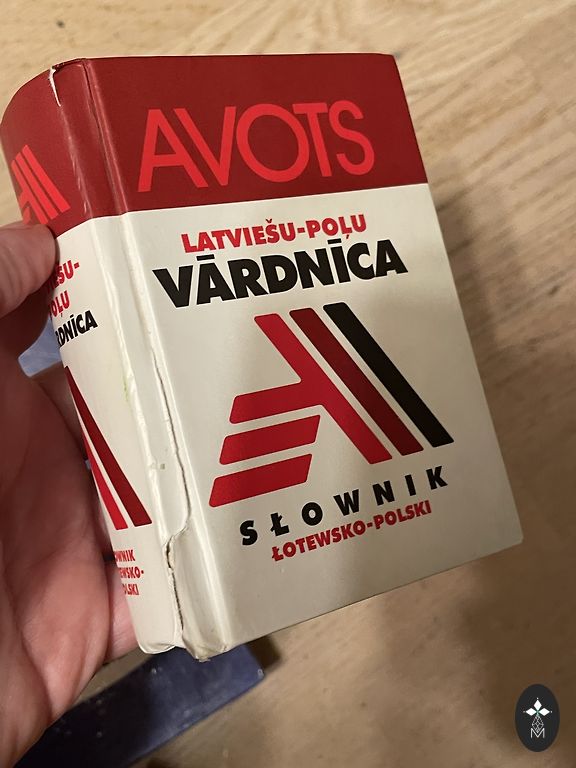 AVOTS
LATVIEŠU-POĻU
VĀRDNĪCA
SŁOWNIK
ŁOTEWSKO-POLSKI